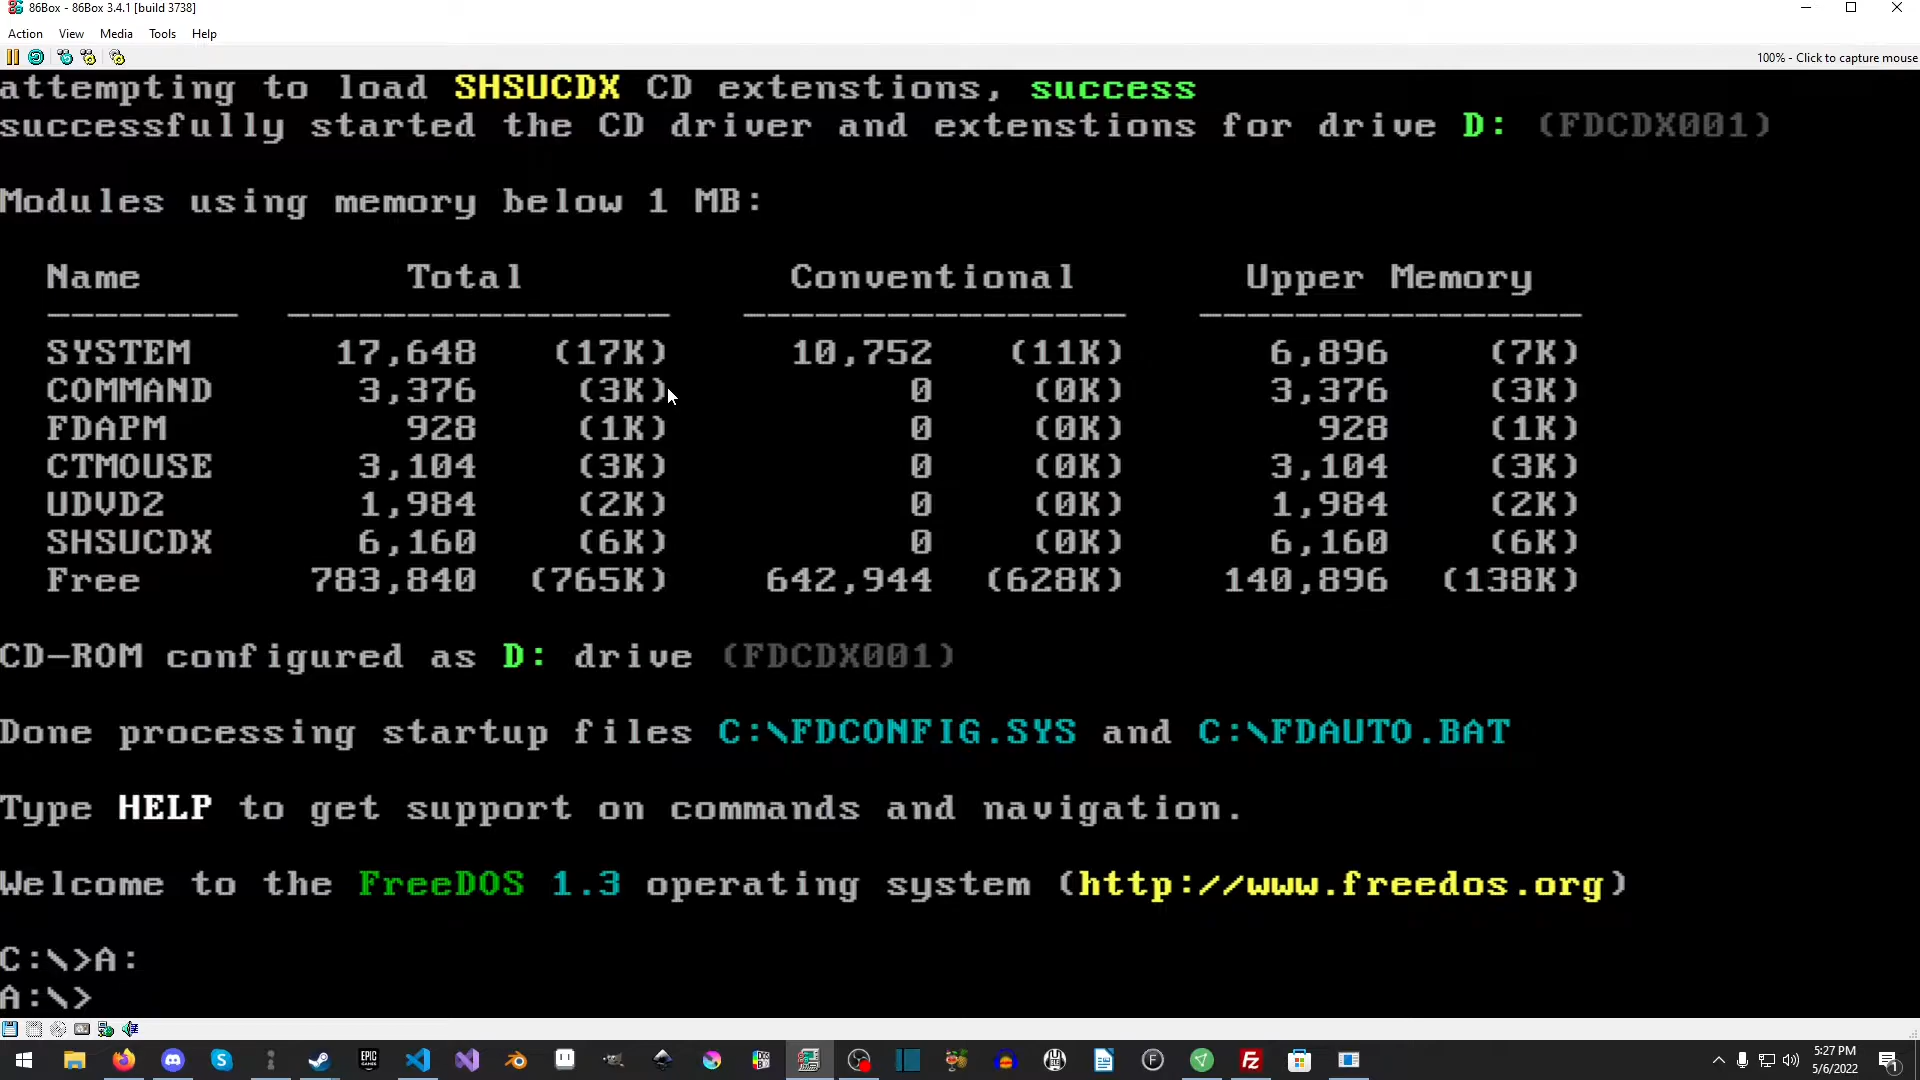 86Box - 86Box 3.4.1 [build 3738]
Action View Media Tools Help
100% - Click to capture mouse
attempting to load SHSUCDX CD extenstions, success
successfully started the CD driver and extenstions for drive D: (FDCDX001)
Modules using memory below 1 MB:
Name Total Conventional Upper Memory
-------- ---------------- ---------------- ----------------
SYSTEM 17,648 (17K) 10,752 (11K) 6,896 (7K)
COMMAND 3,376 (3K) 0 (0K) 3,376 (3K)
FDAPM 928 (1K) 0 (0K) 928 (1K)
CTMOUSE 3,104 (3K) 0 (0K) 3,104 (3K)
UDVD2 1,984 (2K) 0 (0K) 1,984 (2K)
SHSUCDX 6,160 (6K) 0 (0K) 6,160 (6K)
Free 783,840 (765K) 642,944 (628K) 140,896 (138K)
CD-ROM configured as D: drive (FDCDX001)
Done processing startup files C:\FDCONFIG.SYS and C:\FDAUTO.BAT
Type HELP to get support on commands and navigation.
Welcome to the FreeDOS 1.3 operating system (http://www.freedos.org)
C:\>A:
A:\>
EPIC GAMES
5:27 PM
5/6/2022